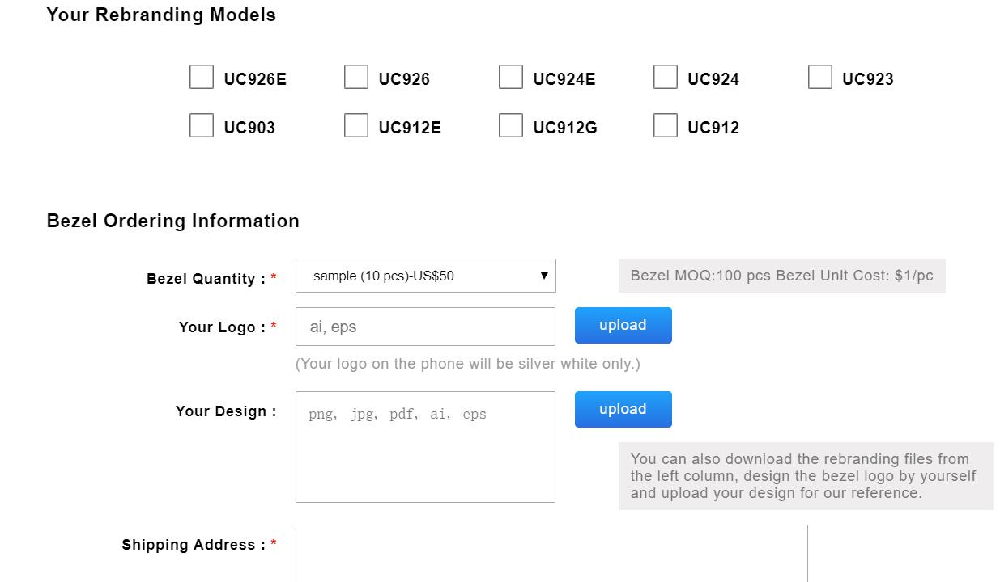 Your Rebranding Models
UC926E UC926 UC924E UC924 UC923
UC903 UC912E UC912G UC912
Bezel Ordering Information
Bezel Quantity : * sample (10 pcs)-US$50 ▼ Bezel MOQ:100 pcs Bezel Unit Cost: $1/pc
Your Logo : * ai, eps upload
(Your logo on the phone will be silver white only.)
Your Design : png, jpg, pdf, ai, eps upload
You can also download the rebranding files from
the left column, design the bezel logo by yourself
and upload your design for our reference.
Shipping Address : *